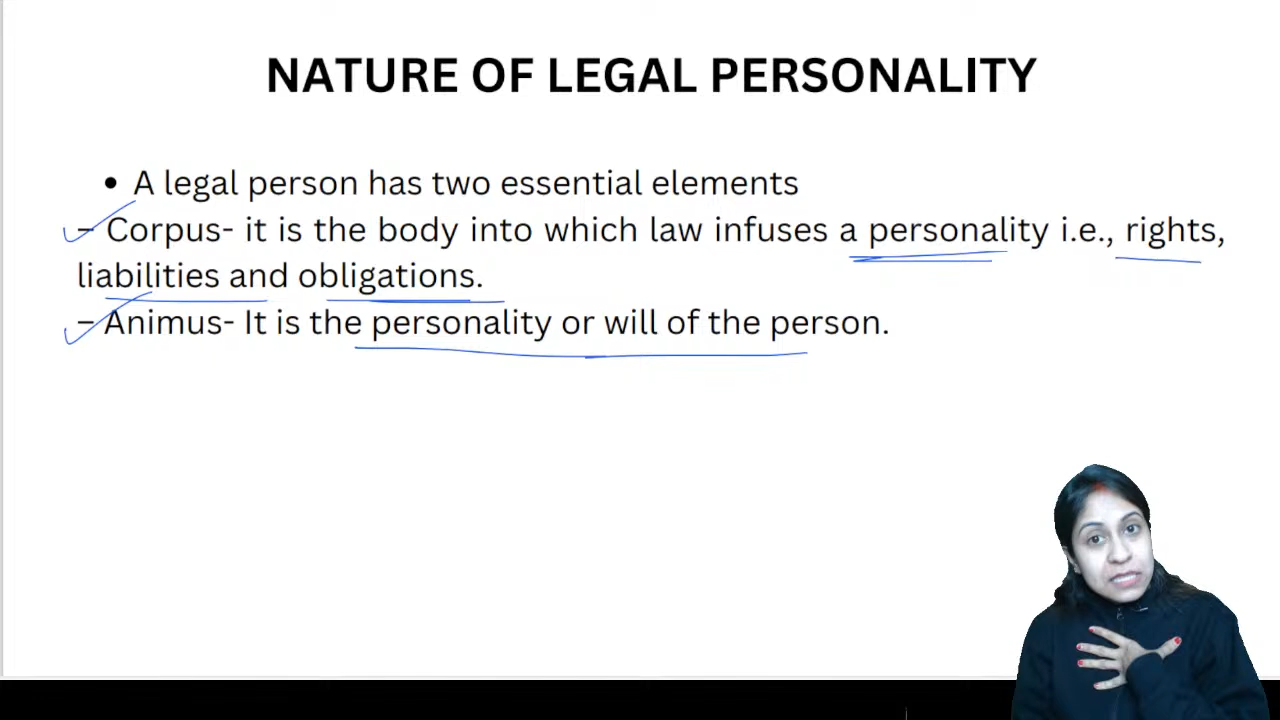 NATURE OF LEGAL PERSONALITY
• A legal person has two essential elements
– Corpus- it is the body into which law infuses a personality i.e., rights,
liabilities and obligations.
– Animus- It is the personality or will of the person.